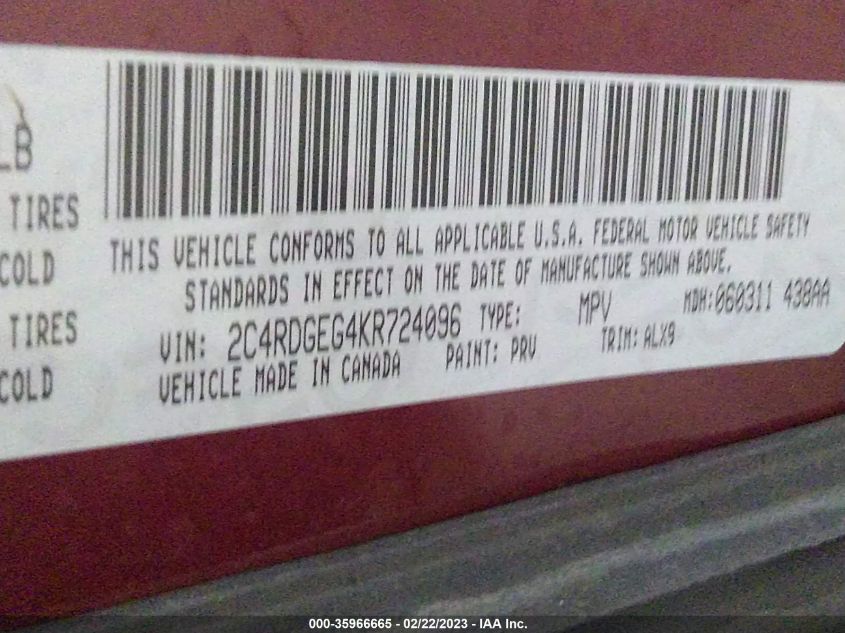 LB
TIRES
COLD
TIRES
COLD
THIS VEHICLE CONFORMS TO ALL APPLICABLE U.S.A. FEDERAL MOTOR VEHICLE SAFETY
STANDARDS IN EFFECT ON THE DATE OF MANUFACTURE SHOWN ABOVE.
VIN: 2C4RDGEG4KR724096 TYPE: MPV MDH:060311 438AA
VEHICLE MADE IN CANADA PAINT: PRV TRIM: ALX9
000-35966665 - 02/22/2023 - IAA Inc.